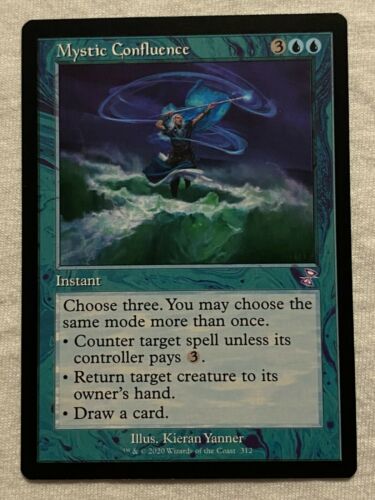 Mystic Confluence 3
Instant
Choose three. You may choose the
same mode more than once.
• Counter target spell unless its
controller pays 3.
• Return target creature to its
owner's hand.
• Draw a card.
Illus. Kieran Yanner
™ & © 2020 Wizards of the Coast 312